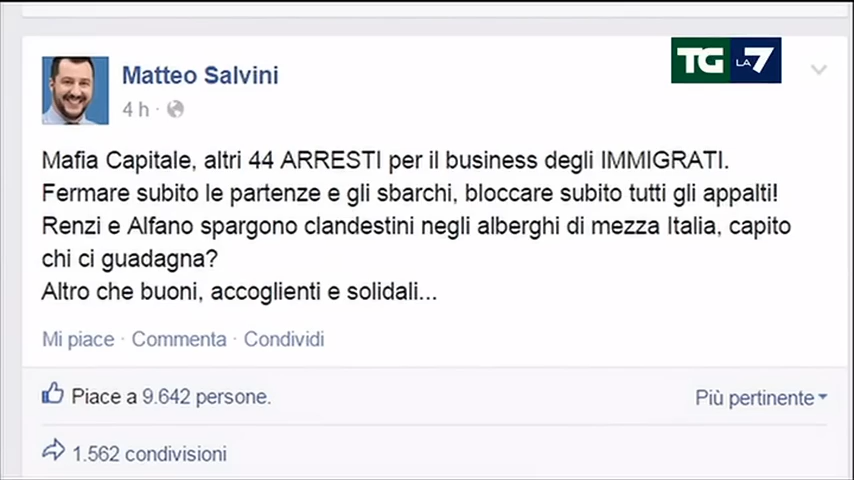 TG LA 7
Matteo Salvini
4 h ·
Mafia Capitale, altri 44 ARRESTI per il business degli IMMIGRATI.
Fermare subito le partenze e gli sbarchi, bloccare subito tutti gli appalti!
Renzi e Alfano spargono clandestini negli alberghi di mezza Italia, capito
chi ci guadagna?
Altro che buoni, accoglienti e solidali...
Mi piace · Commenta · Condividi
Piace a 9.642 persone.
Più pertinente
1.562 condivisioni